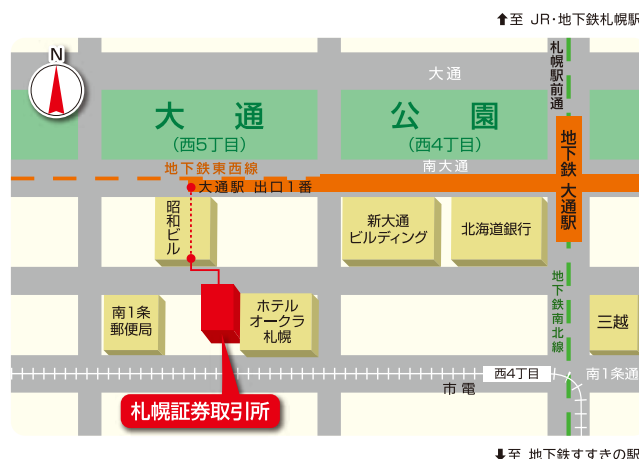 ⬆至 JR・地下鉄札幌駅
N
大通
札幌駅前通
大通
(西5丁目)
公園
(西4丁目)
地下鉄東西線
南大通
大通駅 出口1番
地下鉄 大通駅
昭和ビル
新大通
ビルディング
北海道銀行
地下鉄南北線
南1条
郵便局
ホテル
オークラ
札幌
三越
西4丁目
南1条通
市電
札幌証券取引所
⬇至 地下鉄すすきの駅